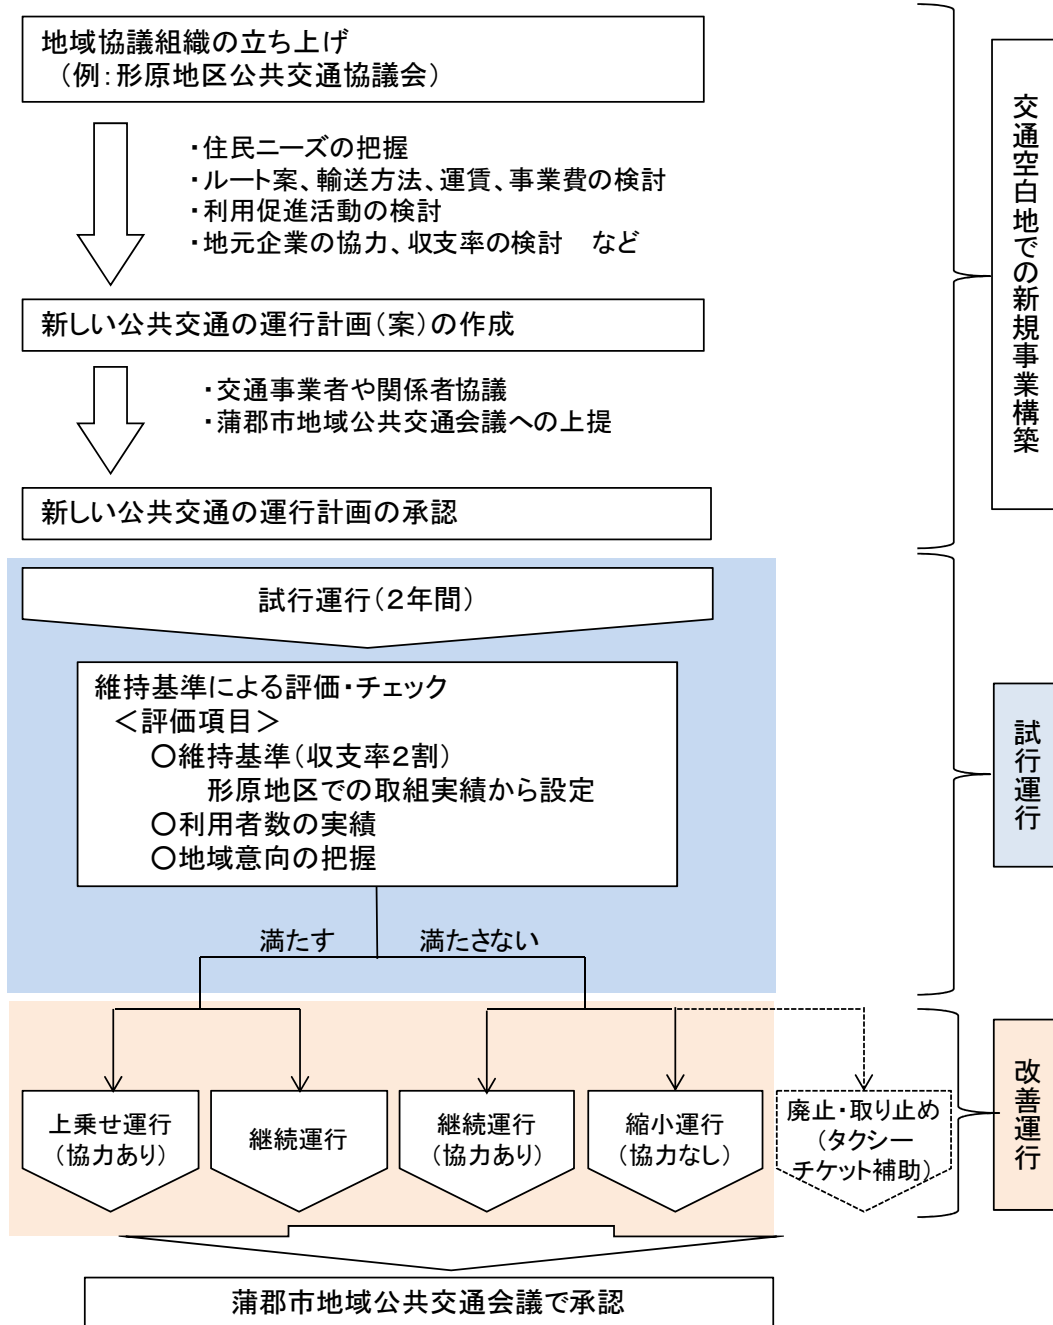 地域協議組織の立ち上げ
（例：形原地区公共交通協議会）
・住民ニーズの把握
・ルート案、輸送方法、運賃、事業費の検討
・利用促進活動の検討
・地元企業の協力、収支率の検討　など
新しい公共交通の運行計画（案）の作成
・交通事業者や関係者協議
・蒲郡市地域公共交通会議への上提
新しい公共交通の運行計画の承認
交通空白地での新規事業構築
試行運行（２年間）
維持基準による評価・チェック
＜評価項目＞
〇維持基準（収支率２割）
形原地区での取組実績から設定
〇利用者数の実績
〇地域意向の把握
試行運行
満たす
満たさない
上乗せ運行
（協力あり）
継続運行
継続運行
（協力あり）
縮小運行
（協力なし）
廃止・取り止め
（タクシー
チケット補助）
改善運行
蒲郡市地域公共交通会議で承認